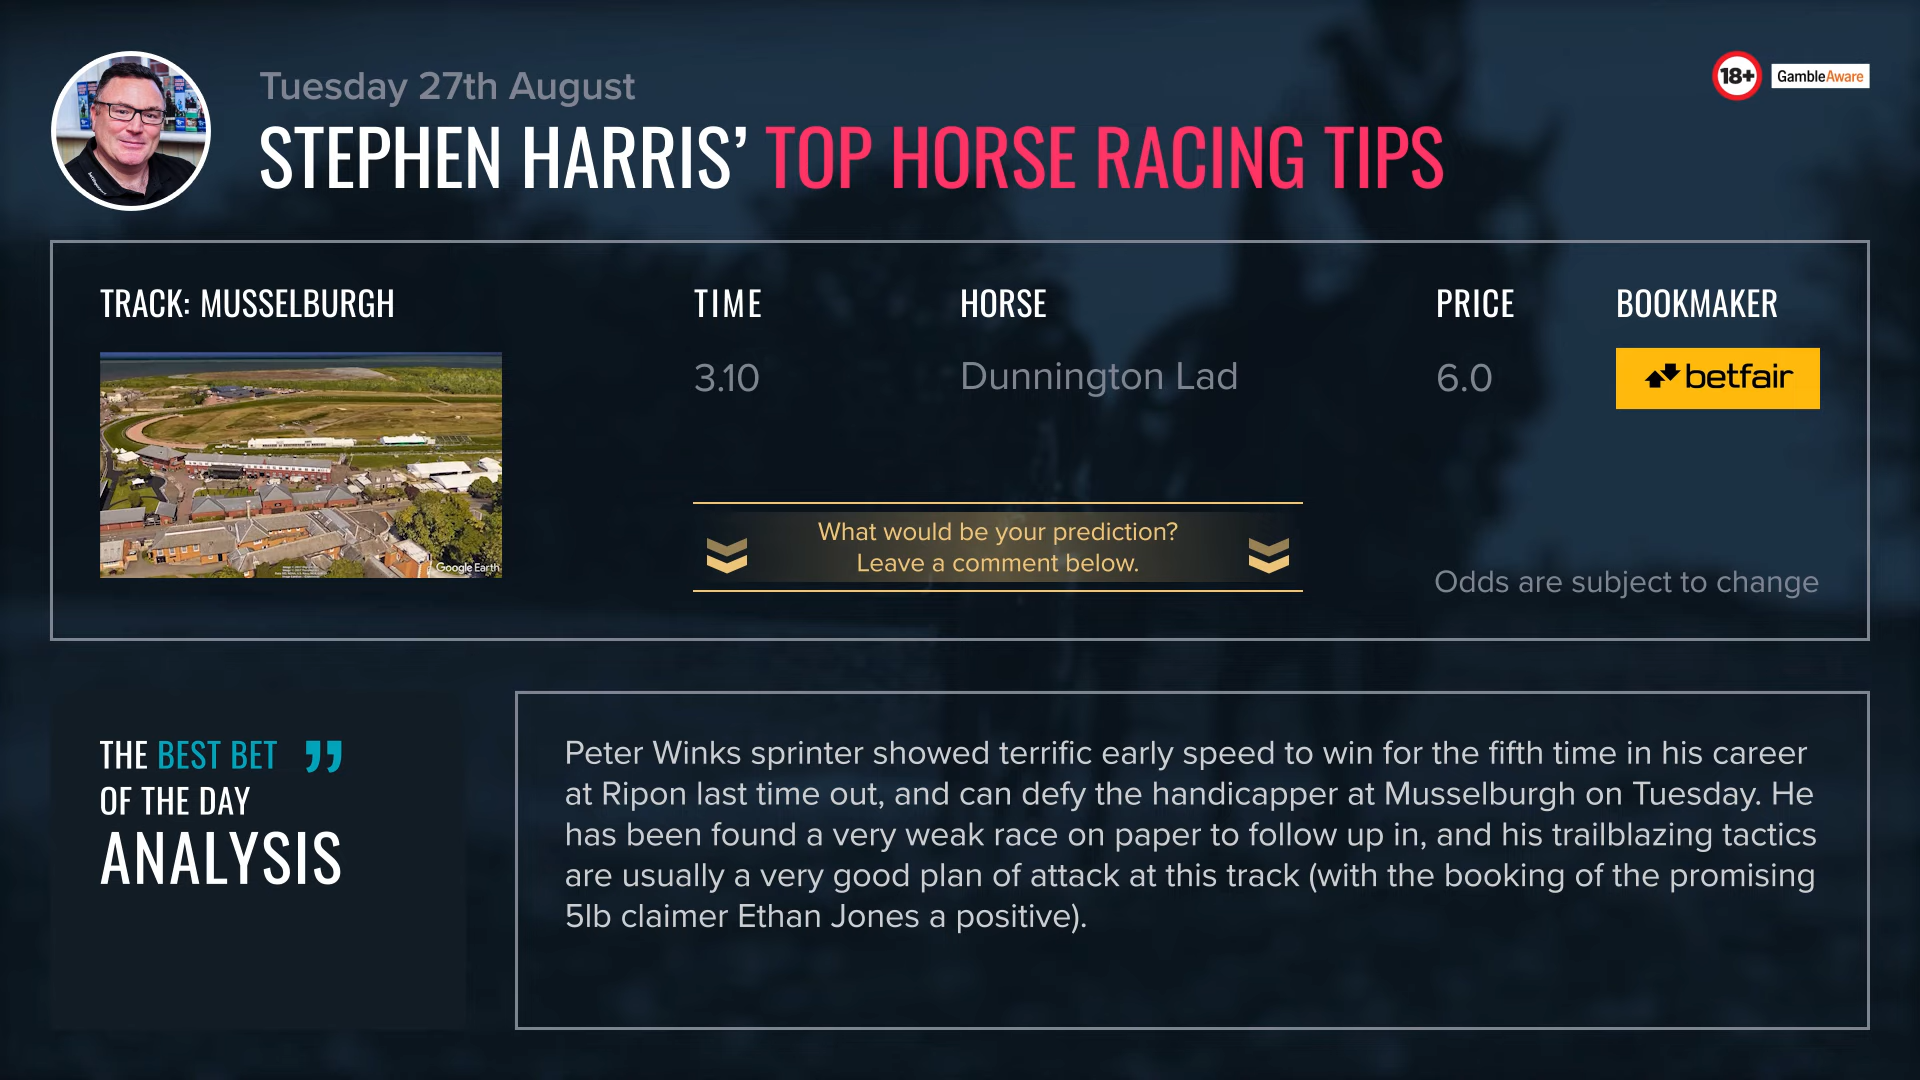 Tuesday 27th August
STEPHEN HARRIS’ TOP HORSE RACING TIPS
18+
GambleAware
TRACK: MUSSELBURGH
TIME
HORSE
PRICE
BOOKMAKER
3.10
Dunnington Lad
6.0
betfair
Google Earth
What would be your prediction?
Leave a comment below.
Odds are subject to change
THE BEST BET ”
OF THE DAY
ANALYSIS
Peter Winks sprinter showed terrific early speed to win for the fifth time in his career
at Ripon last time out, and can defy the handicapper at Musselburgh on Tuesday. He
has been found a very weak race on paper to follow up in, and his trailblazing tactics
are usually a very good plan of attack at this track (with the booking of the promising
5lb claimer Ethan Jones a positive).